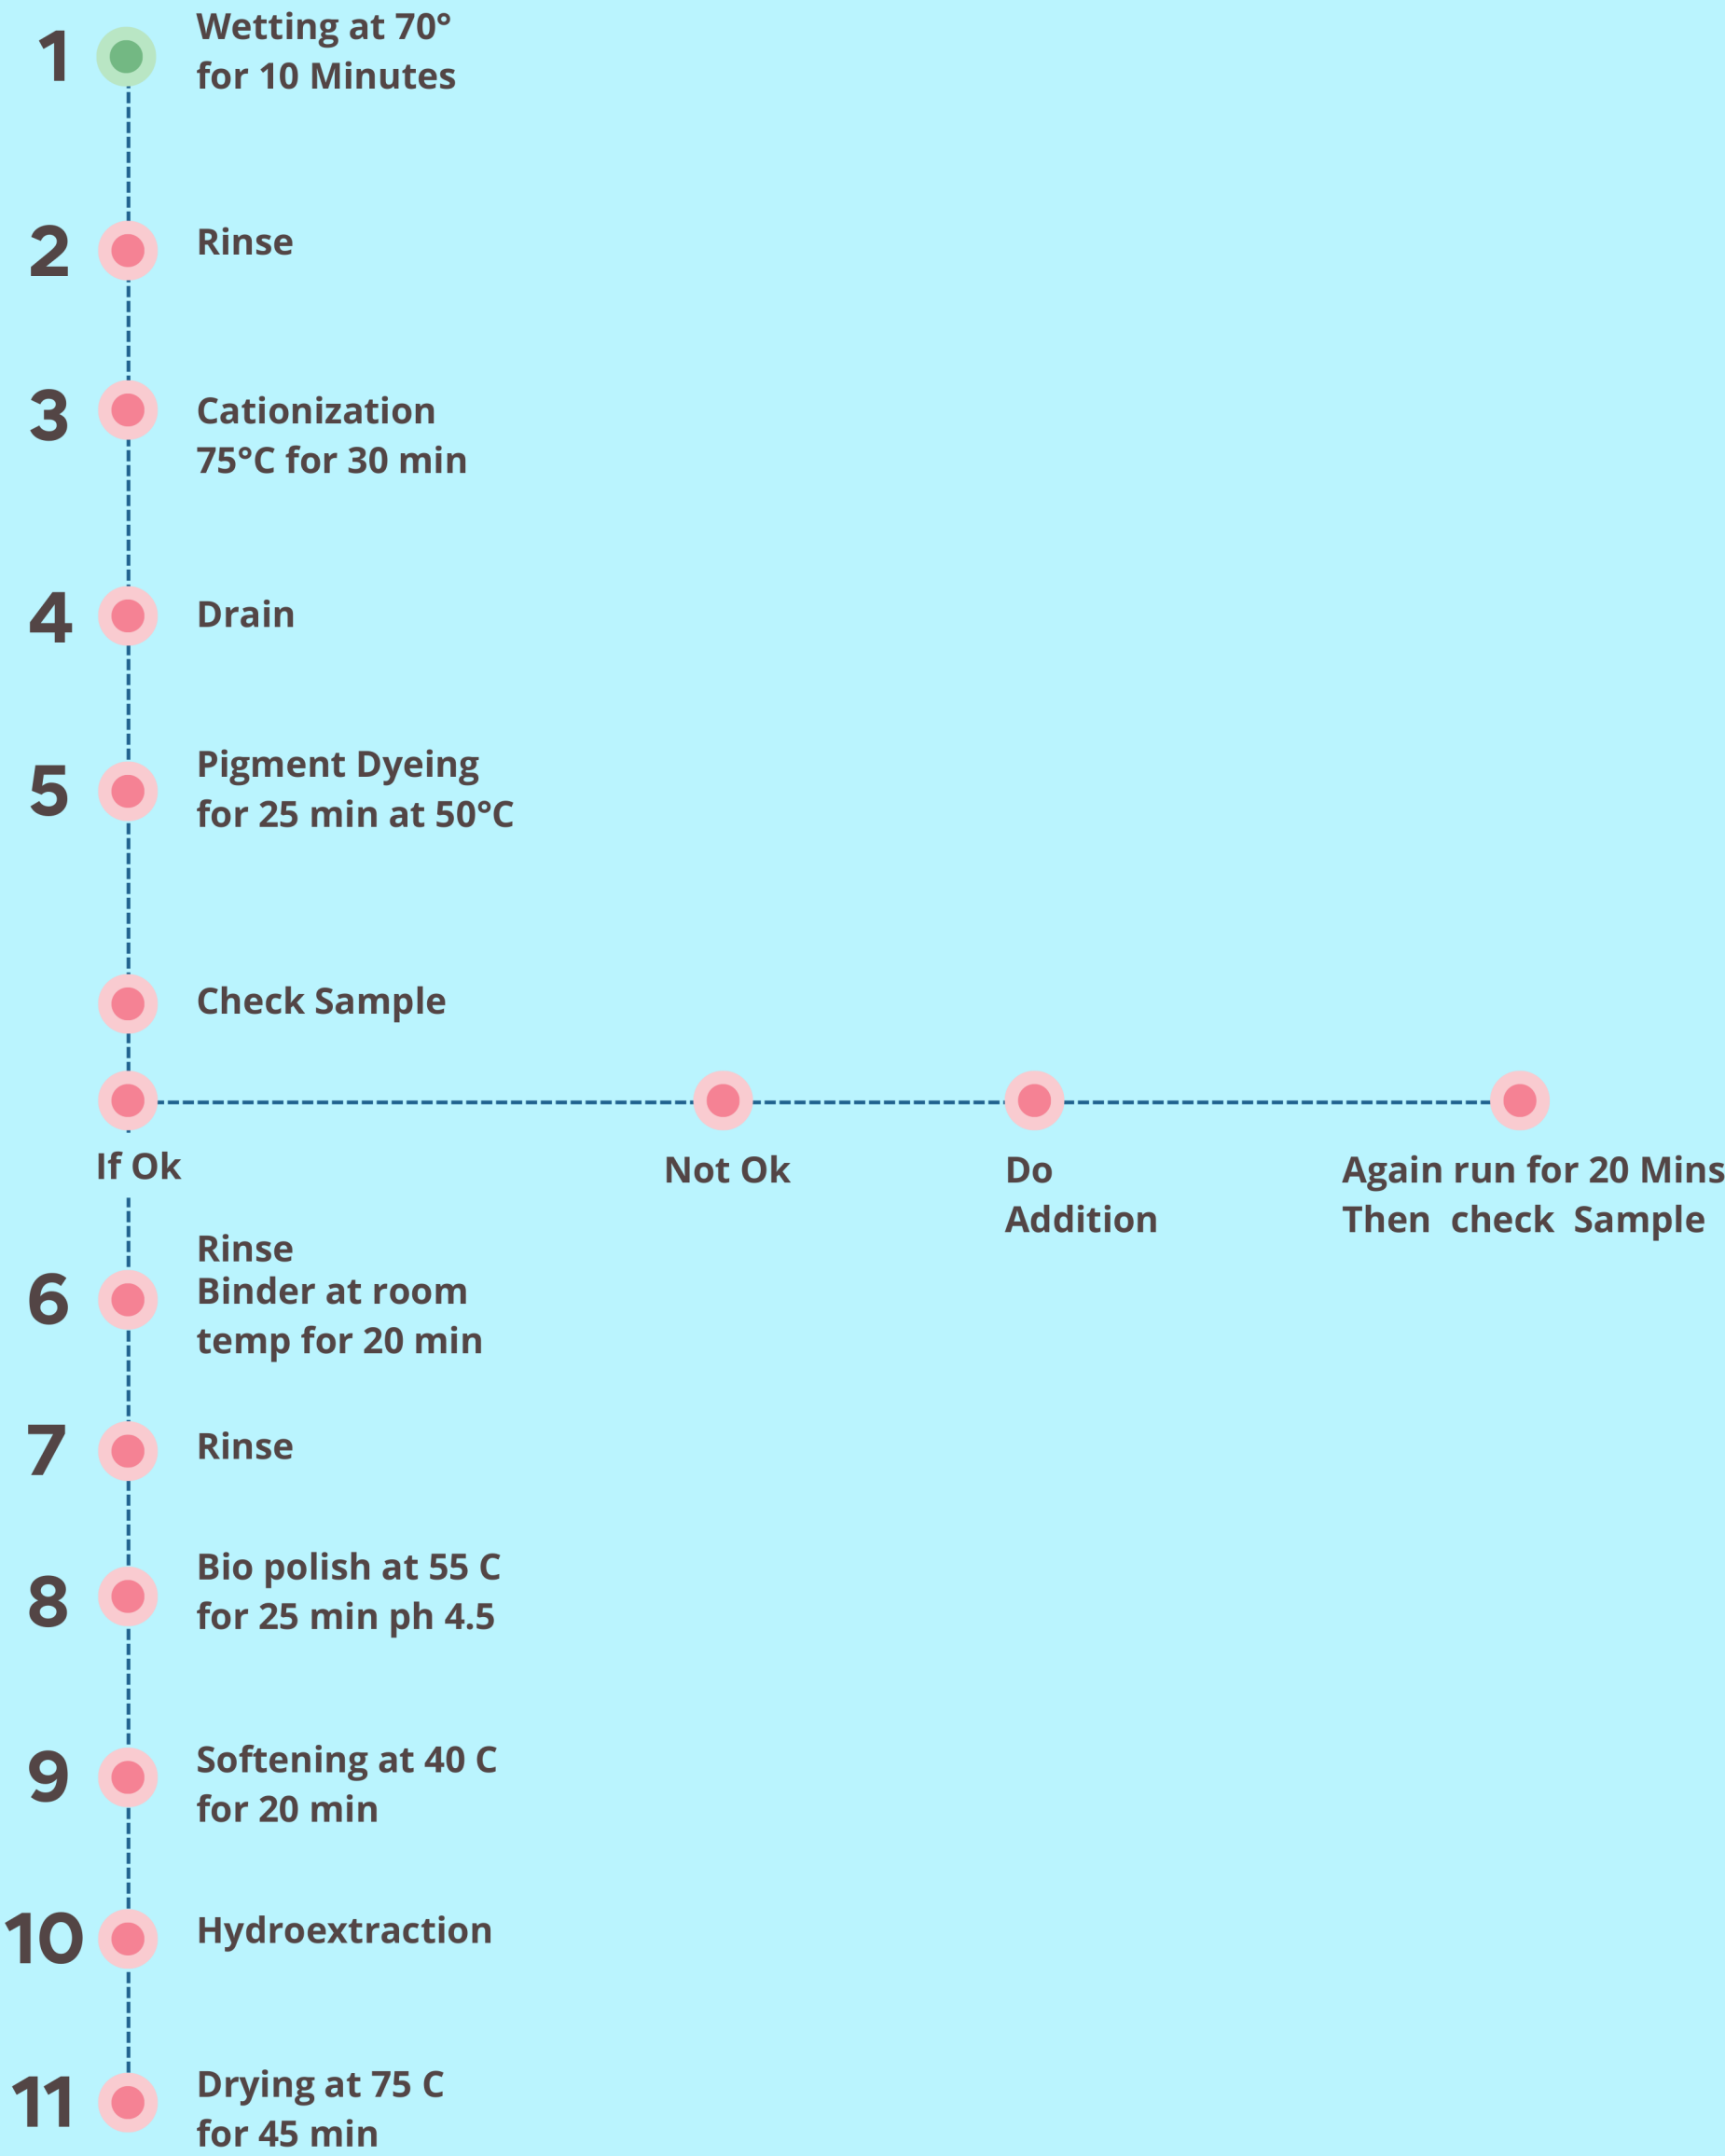 1
Wetting at 70°
for 10 Minutes
2
Rinse
3
Cationization
75°C for 30 min
4
Drain
5
Pigment Dyeing
for 25 min at 50°C
Check Sample
If Ok
Not Ok
Do
Addition
Again run for 20 Mins
Then check Sample
6
Rinse
Binder at room
temp for 20 min
7
Rinse
8
Bio polish at 55 C
for 25 min ph 4.5
9
Softening at 40 C
for 20 min
10
Hydroextraction
11
Drying at 75 C
for 45 min